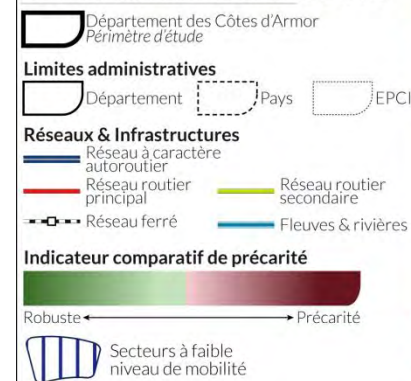 Département des Côtes d'Armor
Périmètre d'étude
Limites administratives
Département Pays EPCI
Réseaux & Infrastructures
Réseau à caractère
autoroutier
Réseau routier
principal
Réseau routier
secondaire
Réseau ferré
Fleuves & rivières
Indicateur comparatif de précarité
Robuste Précarité
Secteurs à faible
niveau de mobilité